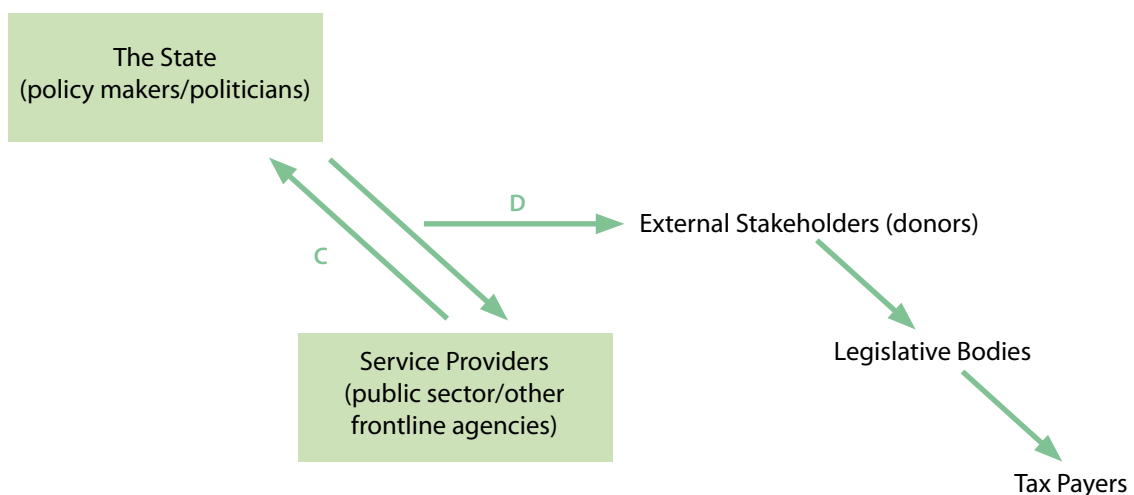 The State
(policy makers/politicians)
D
External Stakeholders (donors)
C
Legislative Bodies
Service Providers
(public sector/other
frontline agencies)
Tax Payers